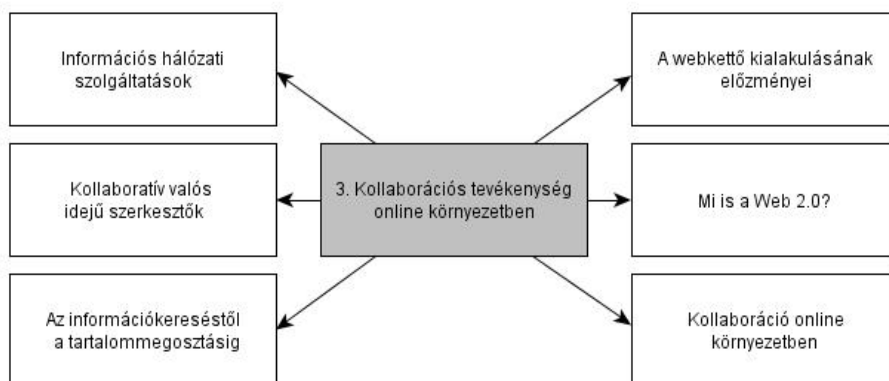 Információs hálózati
szolgáltatások
A webkettő kialakulásának
előzményei
Kollaboratív valós
idejű szerkesztők
3. Kollaborációs tevékenység
online környezetben
Mi is a Web 2.0?
Az információkereséstől
a tartalommegosztásig
Kollaboráció online
környezetben